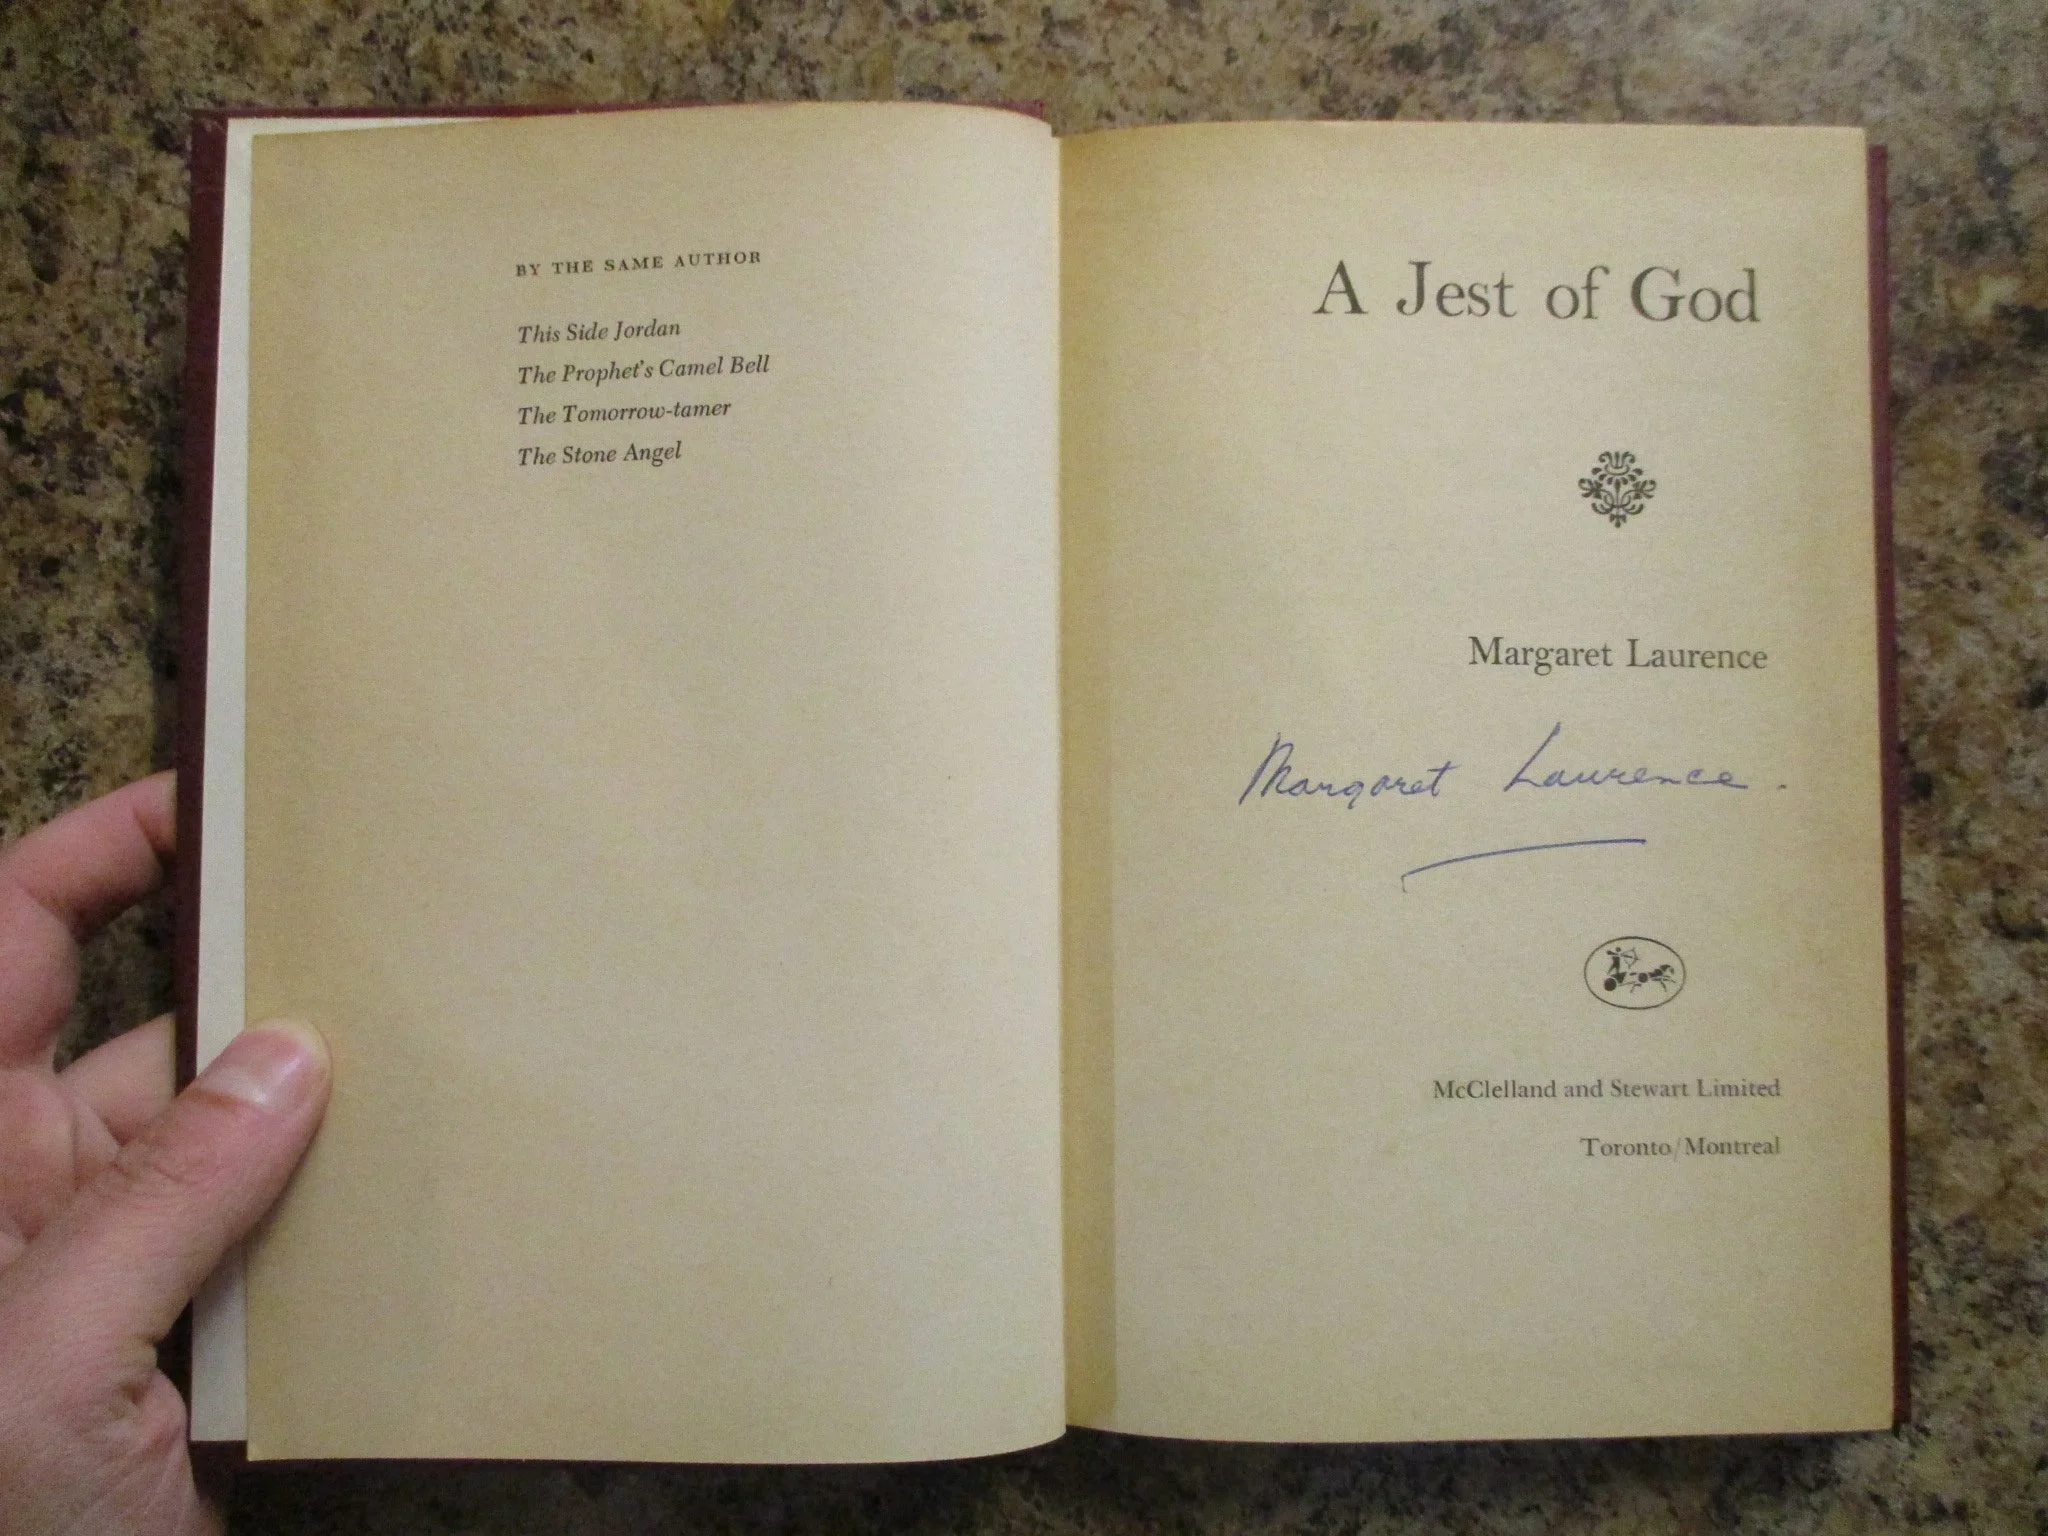 BY THE SAME AUTHOR
This Side Jordan
The Prophet's Camel Bell
The Tomorrow-tamer
The Stone Angel
A Jest of God
Margaret Laurence
Margaret Laurence.
McClelland and Stewart Limited
Toronto/Montreal